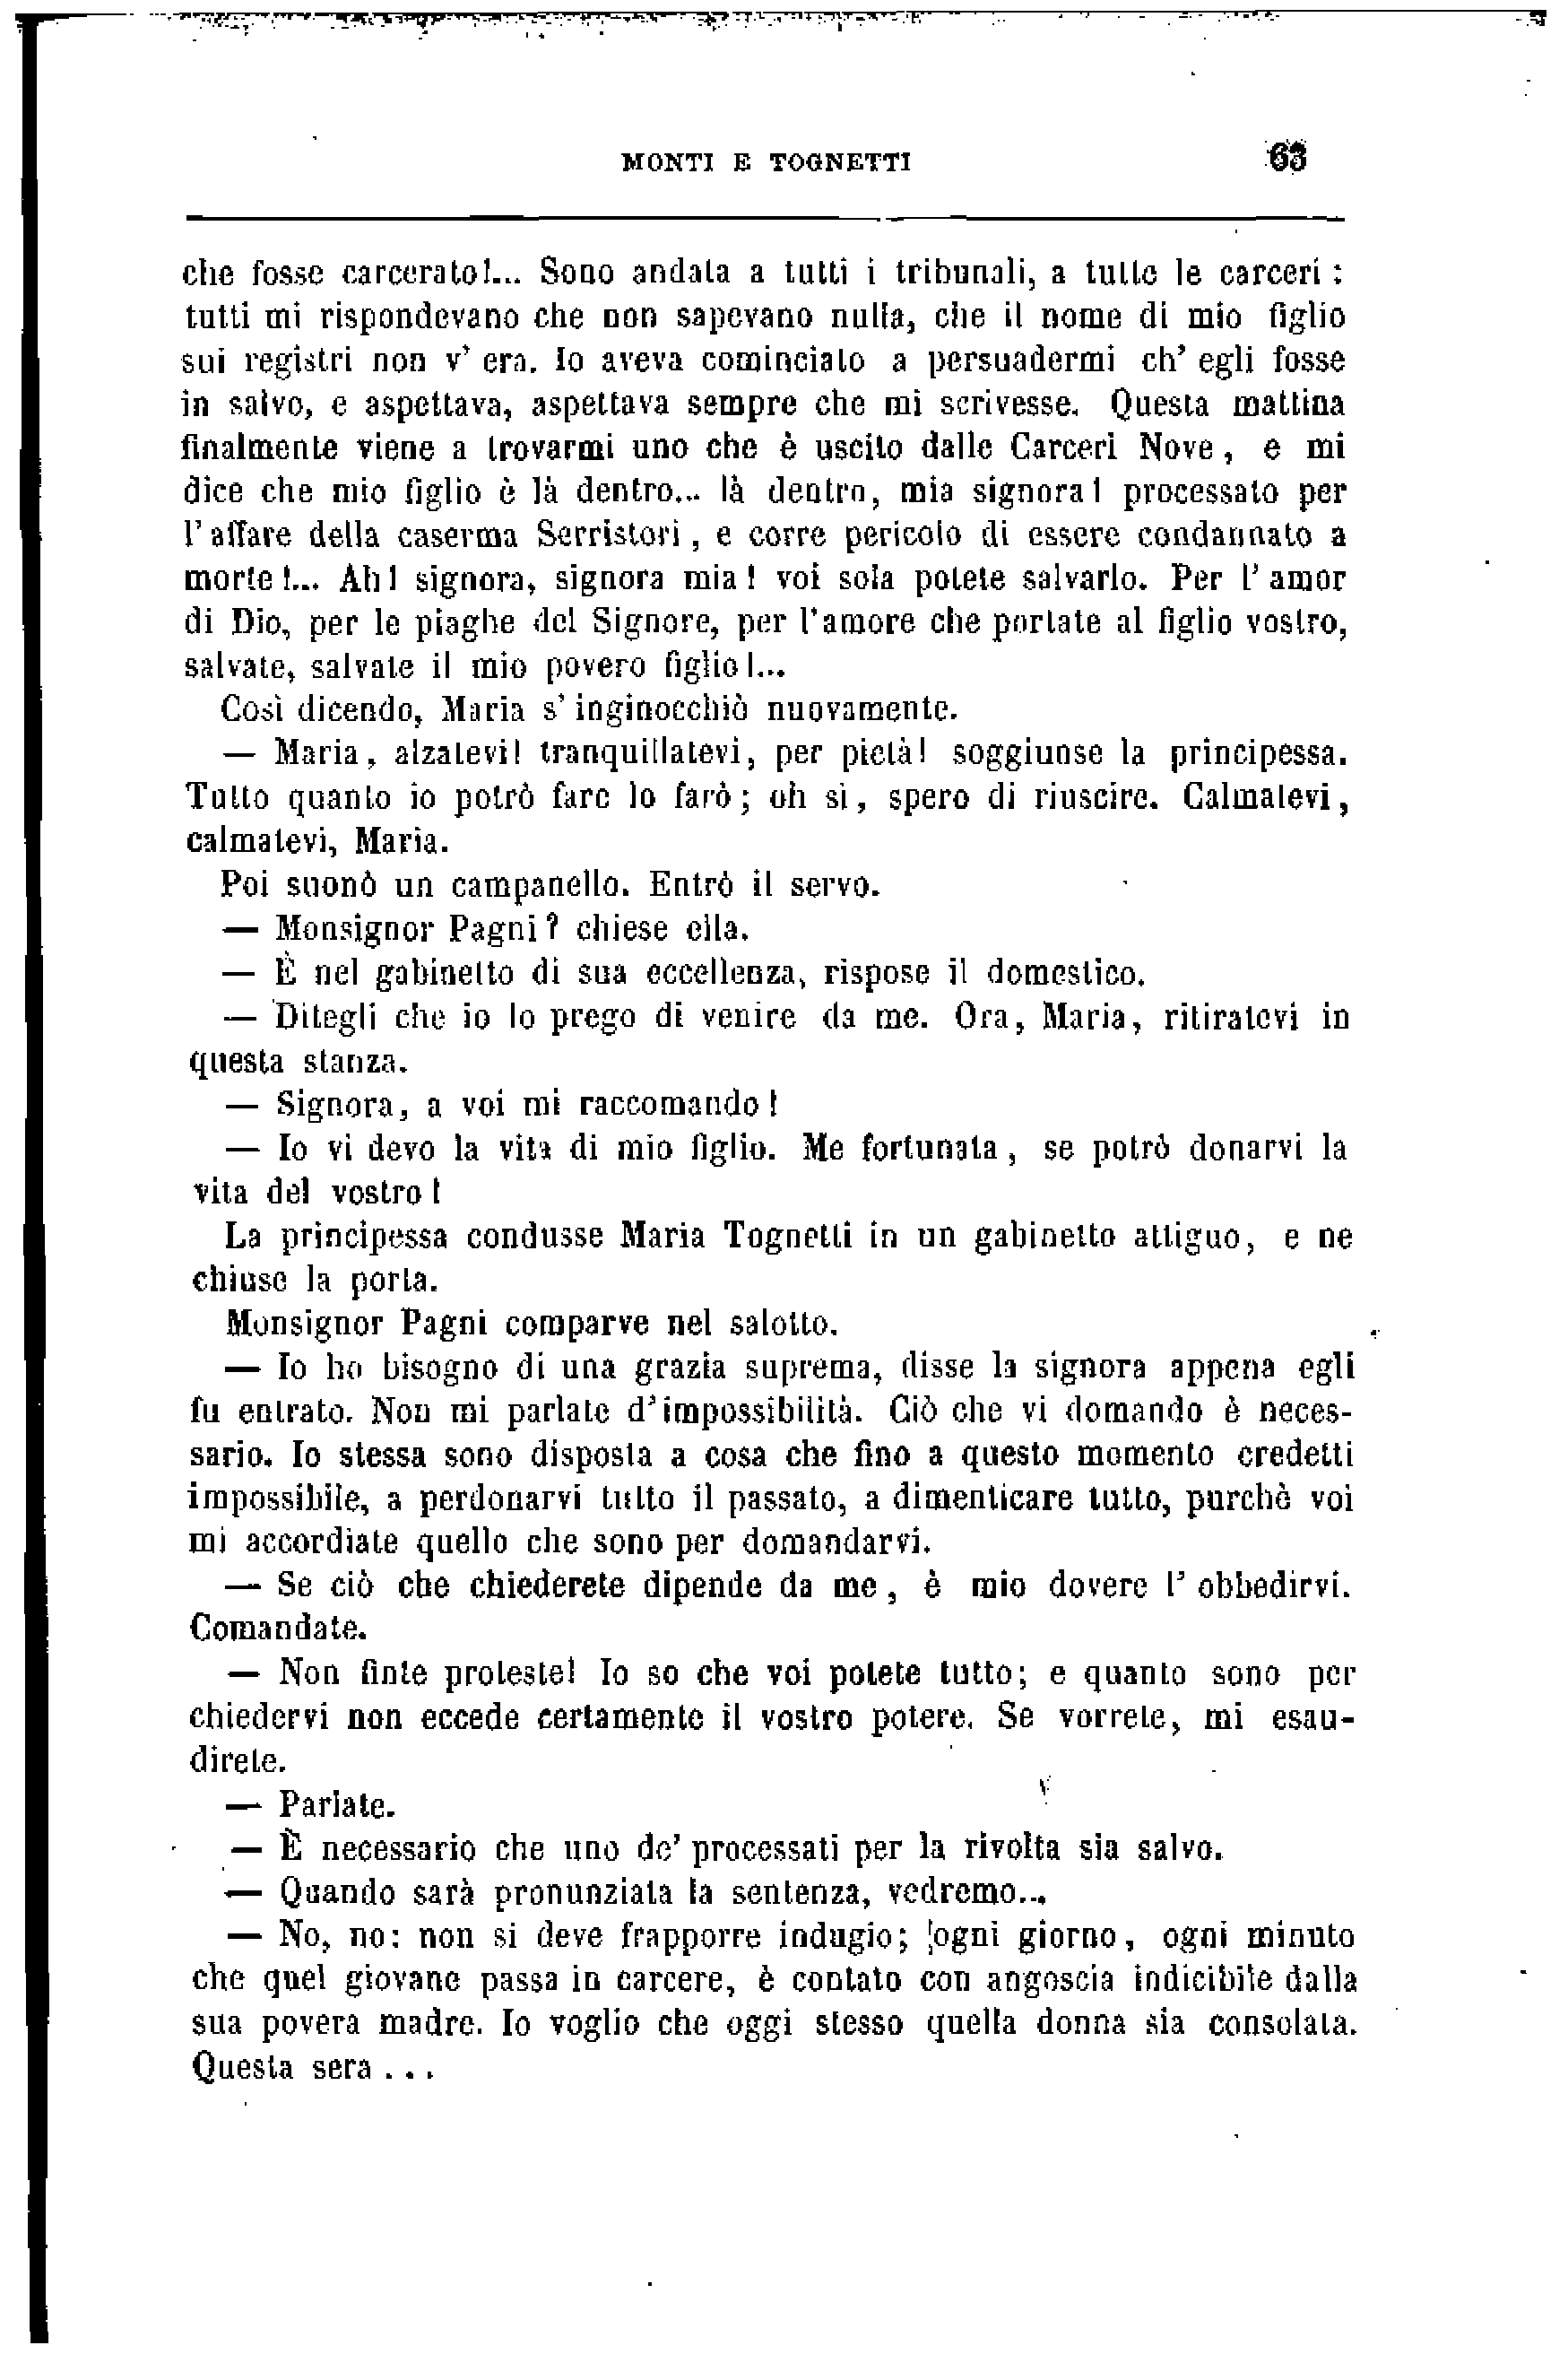 MONTI E TOGNETTI 63
che fosse carcerato!... Sono andata a tutti i tribunali, a tutte le carceri :
tutti mi rispondevano che non sapevano nulla, che il nome di mio figlio
sui registri non v' era. Io aveva cominciato a persuadermi ch' egli fosse
in salvo, e aspettava, aspettava sempre che mi scrivesse. Questa mattina
finalmente viene a trovarmi uno che è uscito dalle Carceri Nove, e mi
dice che mio figlio è là dentro... là dentro, mia signora! processato per
l' affare della caserma Serristori, e corre pericolo di essere condannato a
morte!... Ah! signora, signora mia! voi sola potete salvarlo. Per l' amor
di Dio, per le piaghe del Signore, per l'amore che portate al figlio vostro,
salvate, salvate il mio povero figlio!...
Così dicendo, Maria s' inginocchiò nuovamente.
— Maria, alzatevi! tranquillatevi, per pietà! soggiunse la principessa.
Tutto quanto io potrò fare lo farò; oh sì, spero di riuscire. Calmatevi,
calmatevi, Maria.
Poi suonò un campanello. Entrò il servo.
— Monsignor Pagni? chiese ella.
— È nel gabinetto di sua eccellenza, rispose il domestico.
— Ditegli che io lo prego di venire da me. Ora, Maria, ritiratevi in
questa stanza.
— Signora, a voi mi raccomando!
— Io vi devo la vita di mio figlio. Me fortunata, se potrò donarvi la
vita del vostro!
La principessa condusse Maria Tognetti in un gabinetto attiguo, e ne
chiuse la porta.
Monsignor Pagni comparve nel salotto.
— Io ho bisogno di una grazia suprema, disse la signora appena egli
fu entrato. Non mi parlate d'impossibilità. Ciò che vi domando è neces-
sario. Io stessa sono disposta a cosa che fino a questo momento credetti
impossibile, a perdonarvi tutto il passato, a dimenticare tutto, purchè voi
mi accordiate quello che sono per domandarvi.
— Se ciò che chiederete dipende da me, è mio dovere l' obbedirvi.
Comandate.
— Non finte proteste! Io so che voi potete tutto; e quanto sono per
chiedervi non eccede certamente il vostro potere. Se vorrete, mi esau-
direte.
— Parlate.
— È necessario che uno de' processati per la rivolta sia salvo.
— Quando sarà pronunziata la sentenza, vedremo...
— No, no: non si deve frapporre indugio; ogni giorno, ogni minuto
che quel giovane passa in carcere, è contato con angoscia indicibile dalla
sua povera madre. Io voglio che oggi stesso quella donna sia consolata.
Questa sera . . .